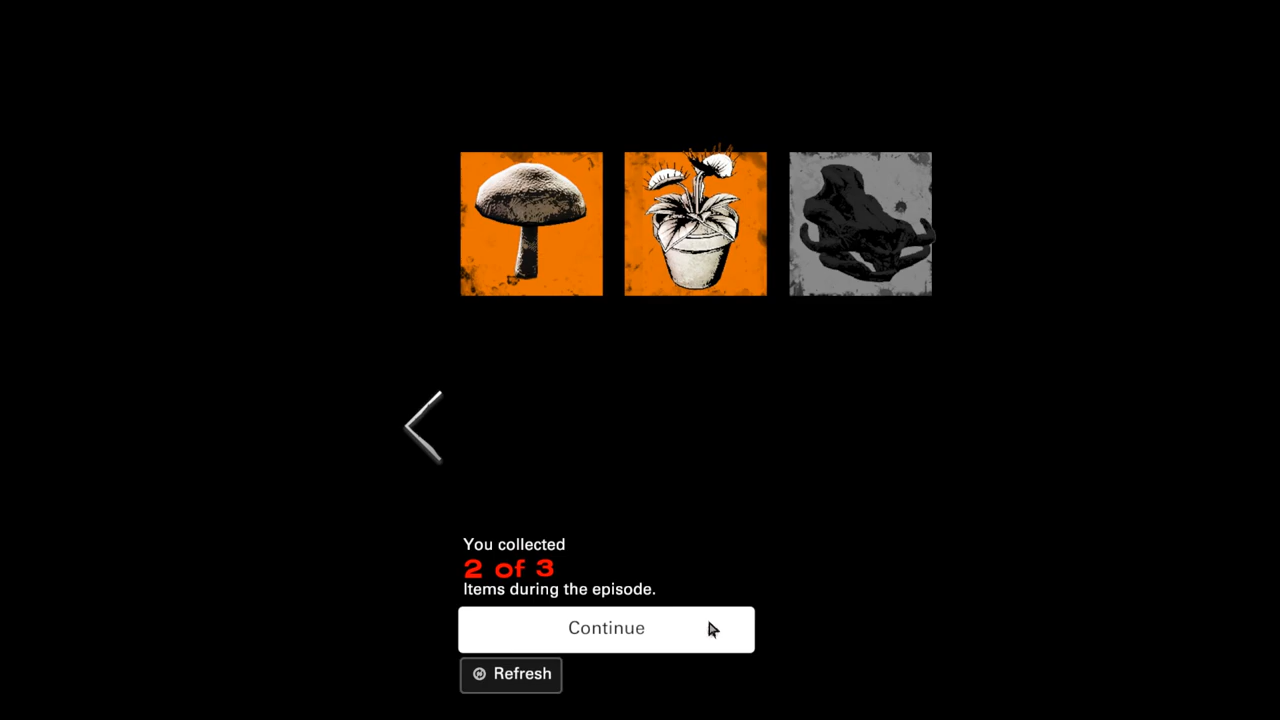 You collected
2 of 3
Items during the episode.
Continue
Refresh